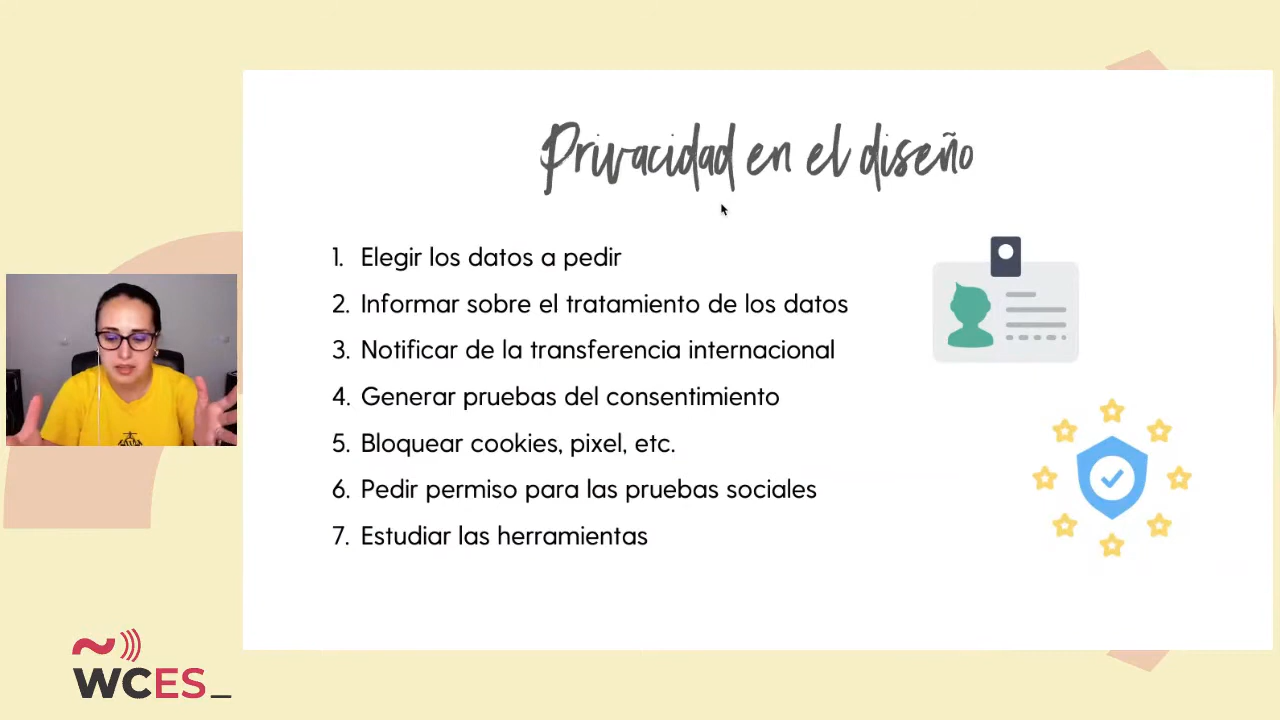 Privacidad en el diseño
1. Elegir los datos a pedir
2. Informar sobre el tratamiento de los datos
3. Notificar de la transferencia internacional
4. Generar pruebas del consentimiento
5. Bloquear cookies, pixel, etc.
6. Pedir permiso para las pruebas sociales
7. Estudiar las herramientas
WCES_